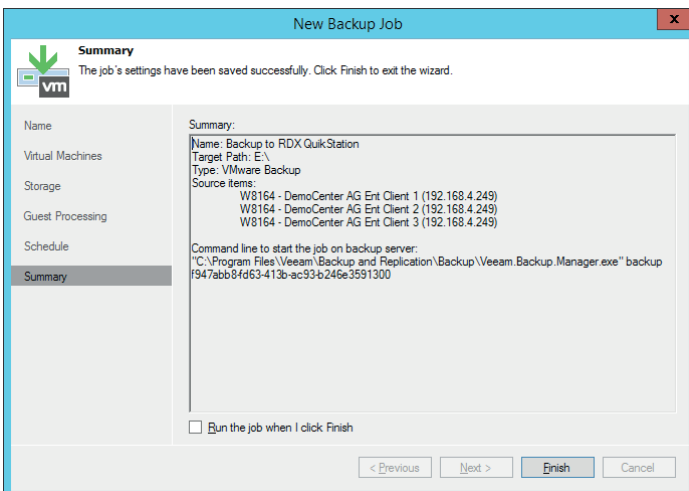 New Backup Job
x
Summary
The job's settings have been saved successfully. Click Finish to exit the wizard.
vm
Name
Virtual Machines
Storage
Guest Processing
Schedule
Summary
Summary:
Name: Backup to RDX QuikStation
Target Path: E:\
Type: VMware Backup
Source items:
W8164 - DemoCenter AG Ent Client 1 (192.168.4.249)
W8164 - DemoCenter AG Ent Client 2 (192.168.4.249)
W8164 - DemoCenter AG Ent Client 3 (192.168.4.249)
Command line to start the job on backup server:
"C:\Program Files\Veeam\Backup and Replication\Backup\Veeam.Backup.Manager.exe" backup
f947abb8-fd63-413b-ac93-b246e3591300
Run the job when I click Finish
< Previous
Next >
Finish
Cancel